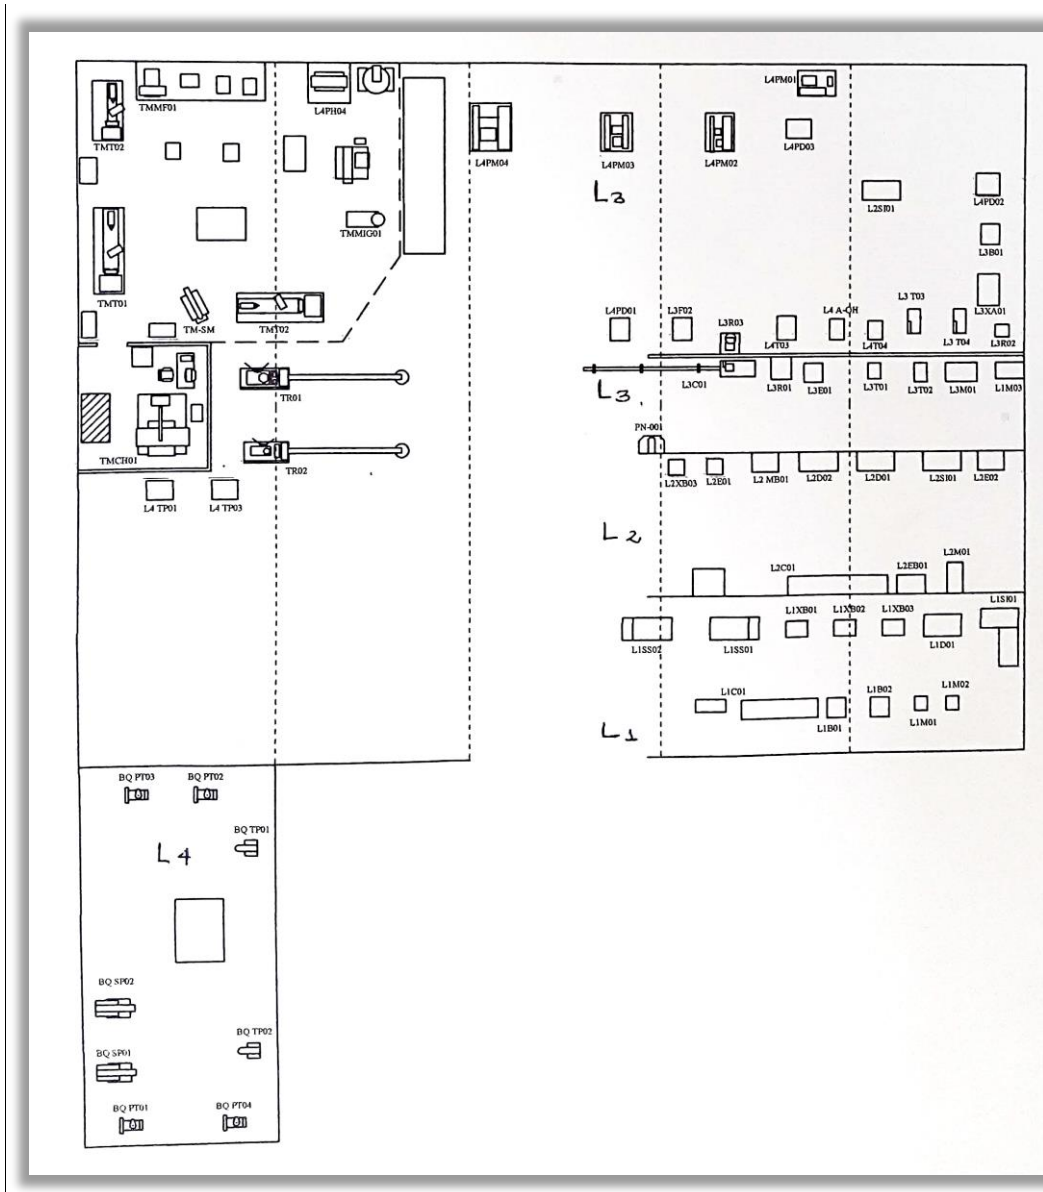 L4PM01
TMMF01
L4PH04
TMT02
L4PM04
L4PM03
L4PM02
L4PD03
L3
L2SI01
L4PD02
TMMIG01
L3B01
TMT01
TM-SM
TMT02
L4PD01
L3F02
L3R03
L4T03
L4 A-OH
L4T04
L3 T03
L3 T04
L3XA01
L3R02
TR01
L3
L3C01
L3R01
L3E01
L3T01
L3T02
L3M01
L1M03
PN-001
TMCH01
TR02
L4 TP01
L4 TP03
L2XB03
L2E01
L2 MB01
L2D02
L2D01
L2SI01
L2E02
L2
L2C01
L2EB01
L2M01
L1XB01
L1XB02
L1XB03
L1SI01
L1SS02
L1SS01
L1D01
L1C01
L1B02
L1M02
L1
L1B01
L1M01
BQ PT03
BQ PT02
BQ TP01
L4
BQ SP02
BQ TP02
BQ SP01
BQ PT01
BQ PT04